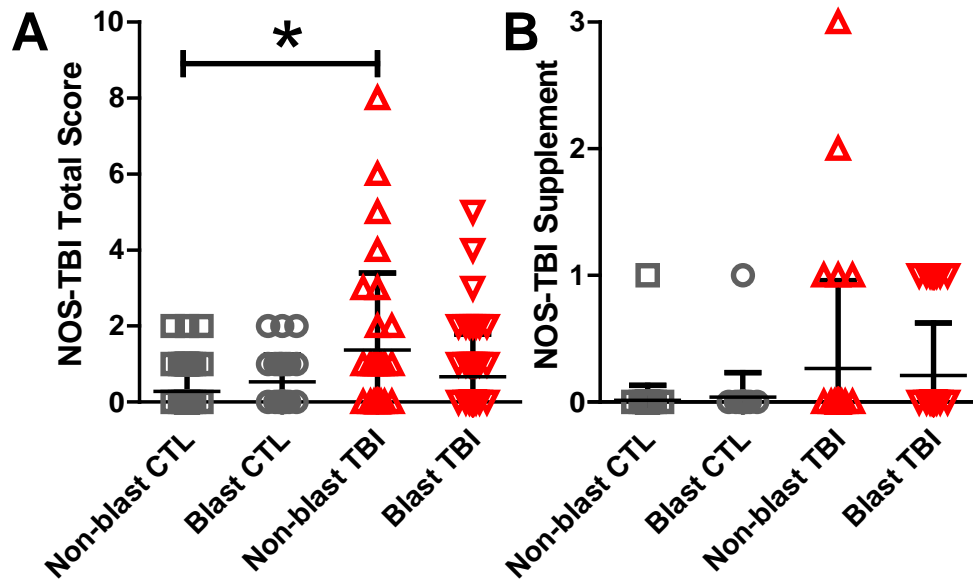 A
NOS-TBI Total Score
10
8
6
4
2
0
*
Non-blast CTL
Blast CTL
Non-blast TBI
Blast TBI
B
NOS-TBI Supplement
3
2
1
0
Non-blast CTL
Blast CTL
Non-blast TBI
Blast TBI